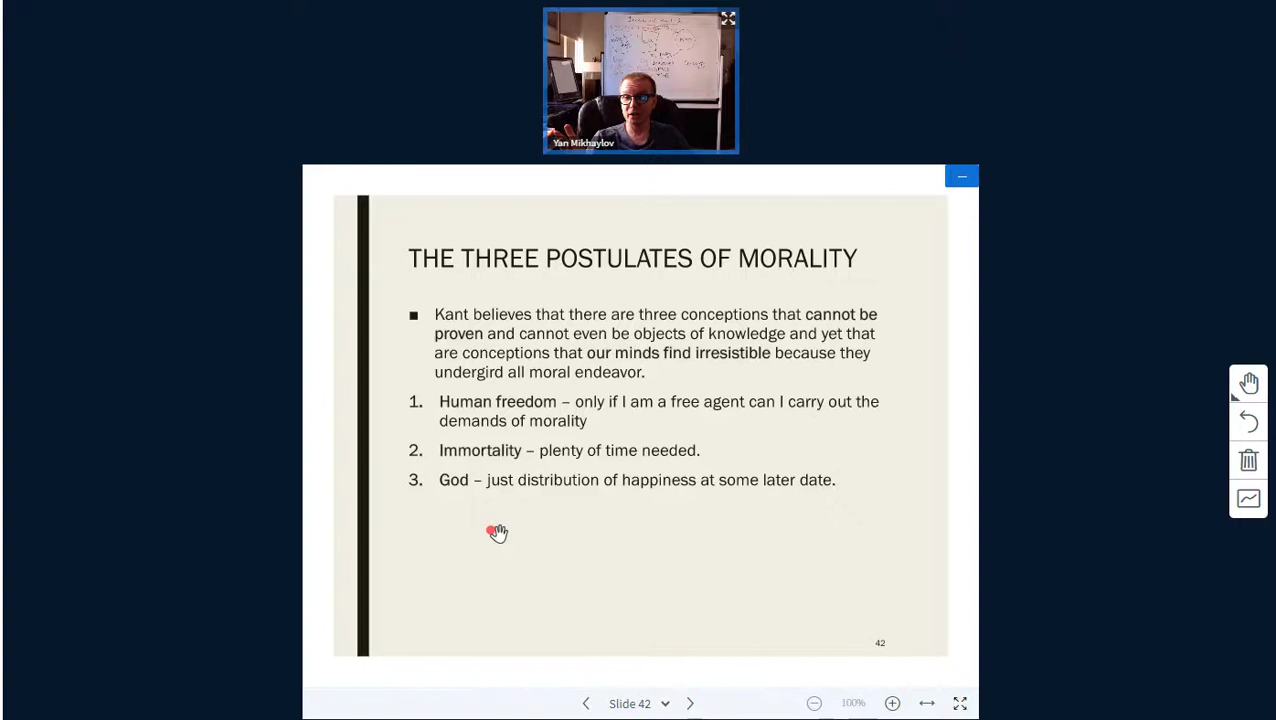 Yan Mikhaylov
THE THREE POSTULATES OF MORALITY
■ Kant believes that there are three conceptions that cannot be
proven and cannot even be objects of knowledge and yet that
are conceptions that our minds find irresistible because they
undergird all moral endeavor.
1. Human freedom – only if I am a free agent can I carry out the
demands of morality
2. Immortality – plenty of time needed.
3. God – just distribution of happiness at some later date.
42
Slide 42
100%